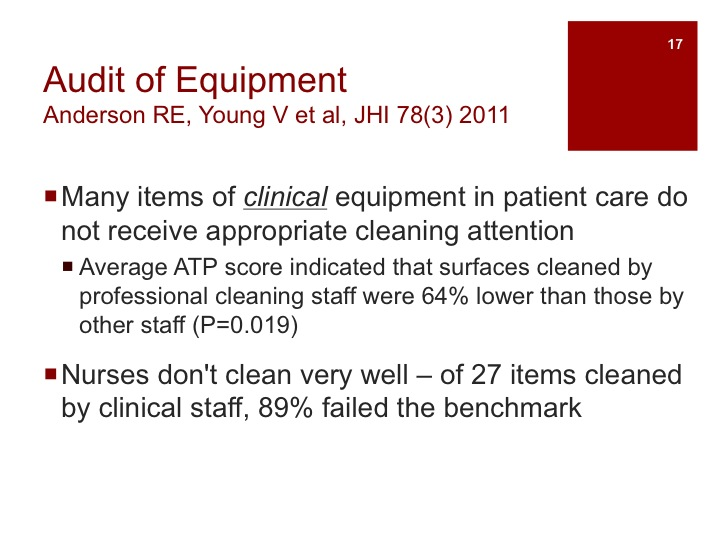 17
Audit of Equipment
Anderson RE, Young V et al, JHI 78(3) 2011
Many items of clinical equipment in patient care do
not receive appropriate cleaning attention
Average ATP score indicated that surfaces cleaned by
professional cleaning staff were 64% lower than those by
other staff (P=0.019)
Nurses don't clean very well – of 27 items cleaned
by clinical staff, 89% failed the benchmark